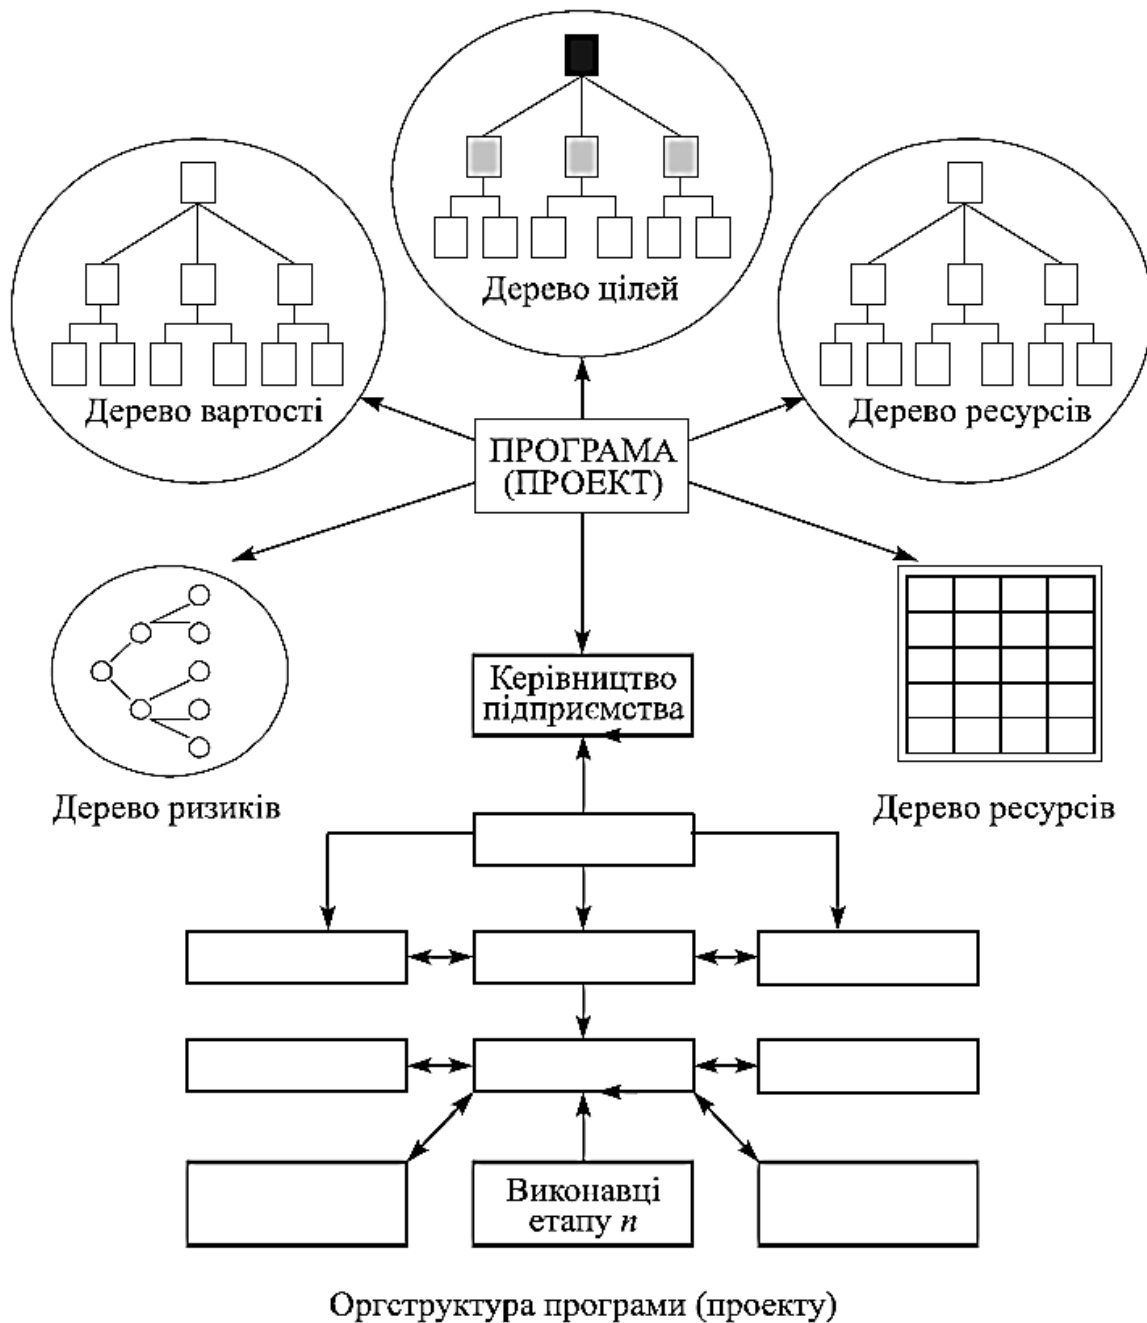 Дерево цілей
Дерево вартості
Дерево ресурсів
ПРОГРАМА
(ПРОЕКТ)
Керівництво
підприємства
Дерево ризиків
Дерево ресурсів
Виконавці
етапу n
Оргструктура програми (проекту)